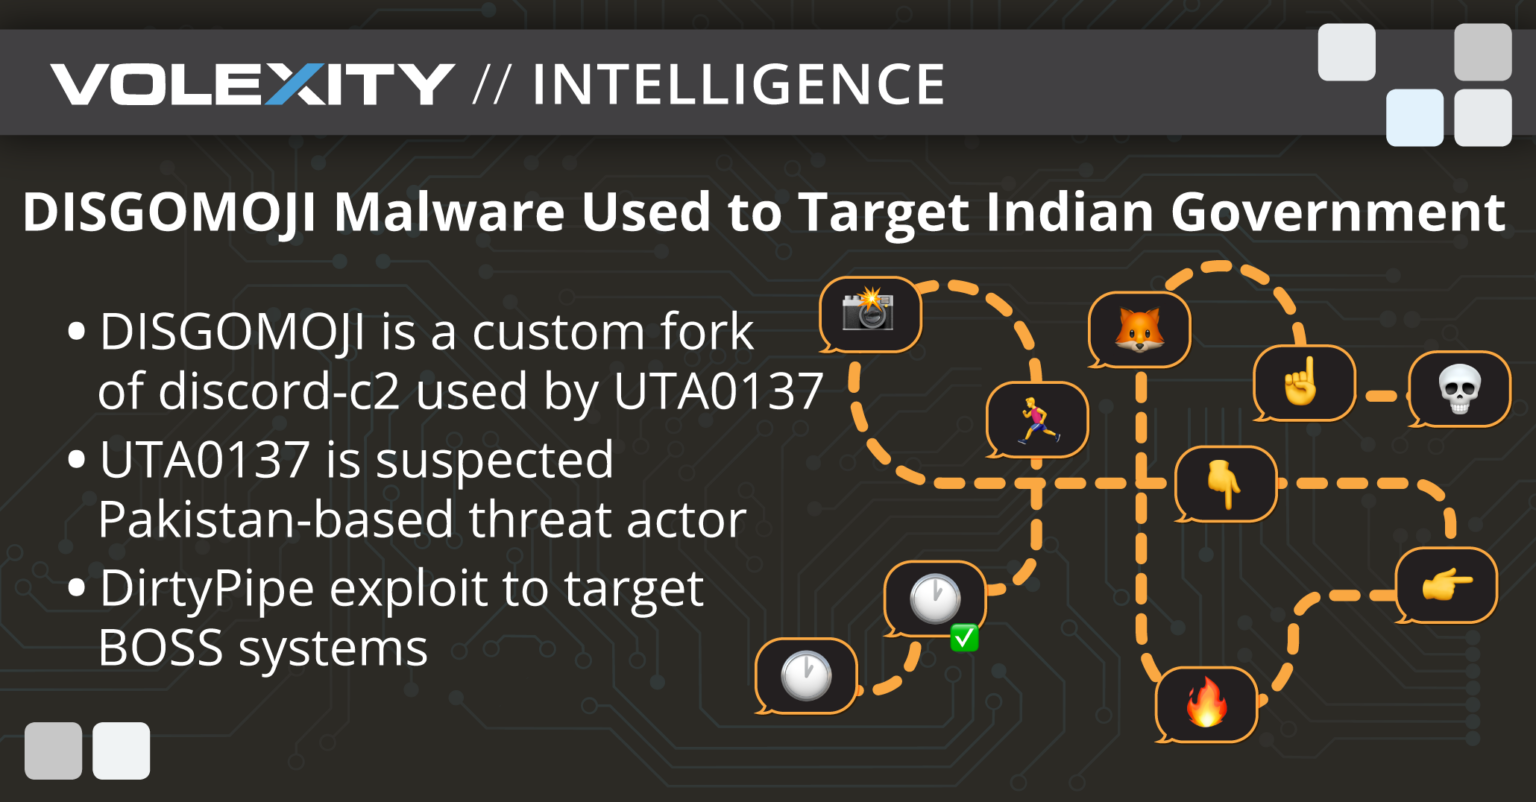 VOLEXITY // INTELLIGENCE
DISGOMOJI Malware Used to Target Indian Government
• DISGOMOJI is a custom fork
of discord-c2 used by UTA0137
• UTA0137 is suspected
Pakistan-based threat actor
• DirtyPipe exploit to target
BOSS systems